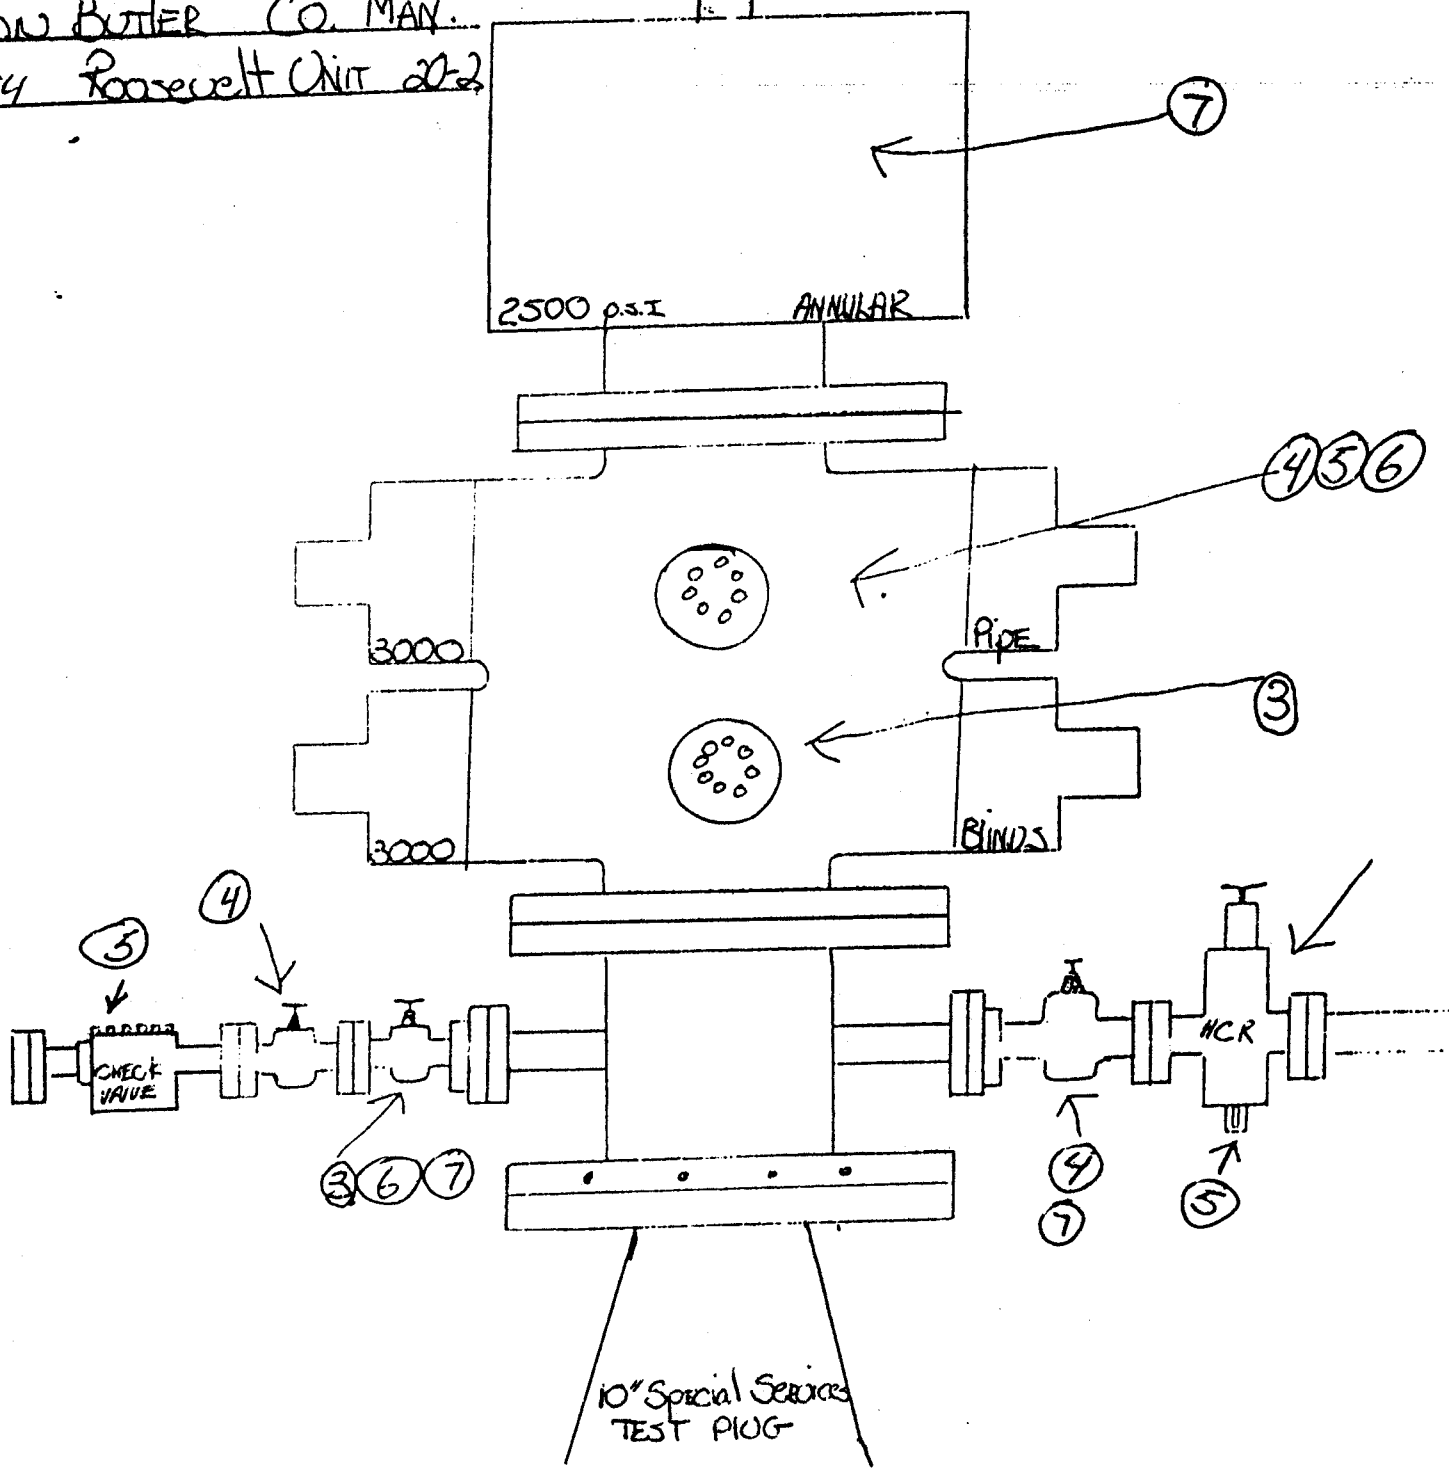 BUTLER CO. MAN.
Roosevelt UNIT 20-2
7
2500 P.S.I ANNULAR
4 5 6
3000 PIPE
3
3000 BLINDS
4
5
HCR
CHECK
VALVE
3 6 7
4
7
5
10" Special Services
TEST PLUG